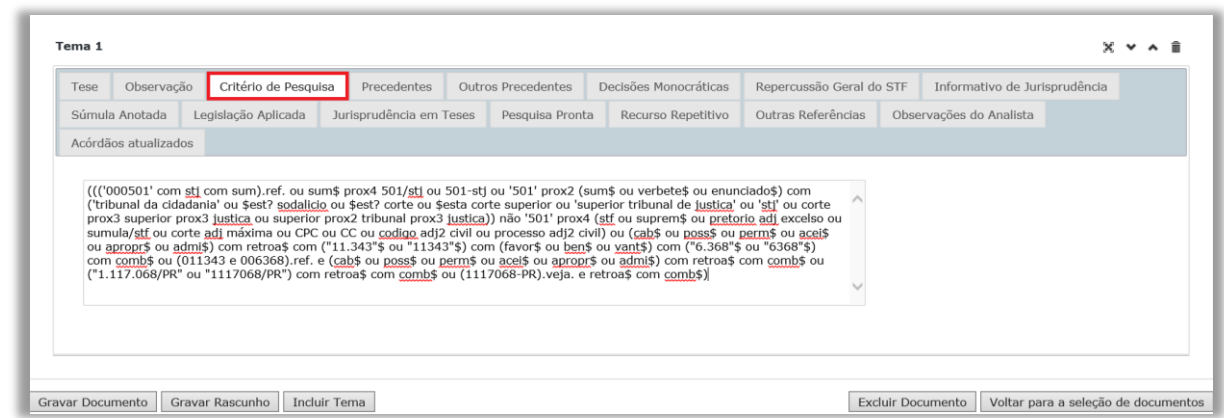 Tema 1
Tese Observação Critério de Pesquisa Precedentes Outros Precedentes Decisões Monocráticas Repercussão Geral do STF Informativo de Jurisprudência
Súmula Anotada Legislação Aplicada Jurisprudência em Teses Pesquisa Pronta Recurso Repetitivo Outras Referências Observações do Analista
Acórdãos atualizados
((('000501' com stj com sum).ref. ou sum$ prox4 501/stj ou 501-stj ou '501' prox2 (sum$ ou verbete$ ou enunciado$) com
('tribunal da cidadania' ou $est? sodalicio ou $est? corte ou $esta corte superior ou 'superior tribunal de justica' ou 'stj' ou corte
prox3 superior prox3 justica ou superior prox2 tribunal prox3 justica)) não '501' prox4 (stf ou suprem$ ou pretorio adj excelso ou
sumula/stf ou corte adj máxima ou CPC ou CC ou codigo adj2 civil ou processo adj2 civil) ou (cab$ ou poss$ ou perm$ ou acei$
ou apropr$ ou admi$) com retroa$ com ("11.343"$ ou "11343"$) com (favor$ ou ben$ ou vant$) com ("6.368"$ ou "6368"$)
com comb$ ou (011343 e 006368).ref. e (cab$ ou poss$ ou perm$ ou acei$ ou apropr$ ou admi$) com retroa$ com comb$ ou
("1.117.068/PR" ou "1117068/PR") com retroa$ com comb$ ou (1117068-PR).veja. e retroa$ com comb$)
Gravar Documento Gravar Rascunho Incluir Tema Excluir Documento Voltar para a seleção de documentos